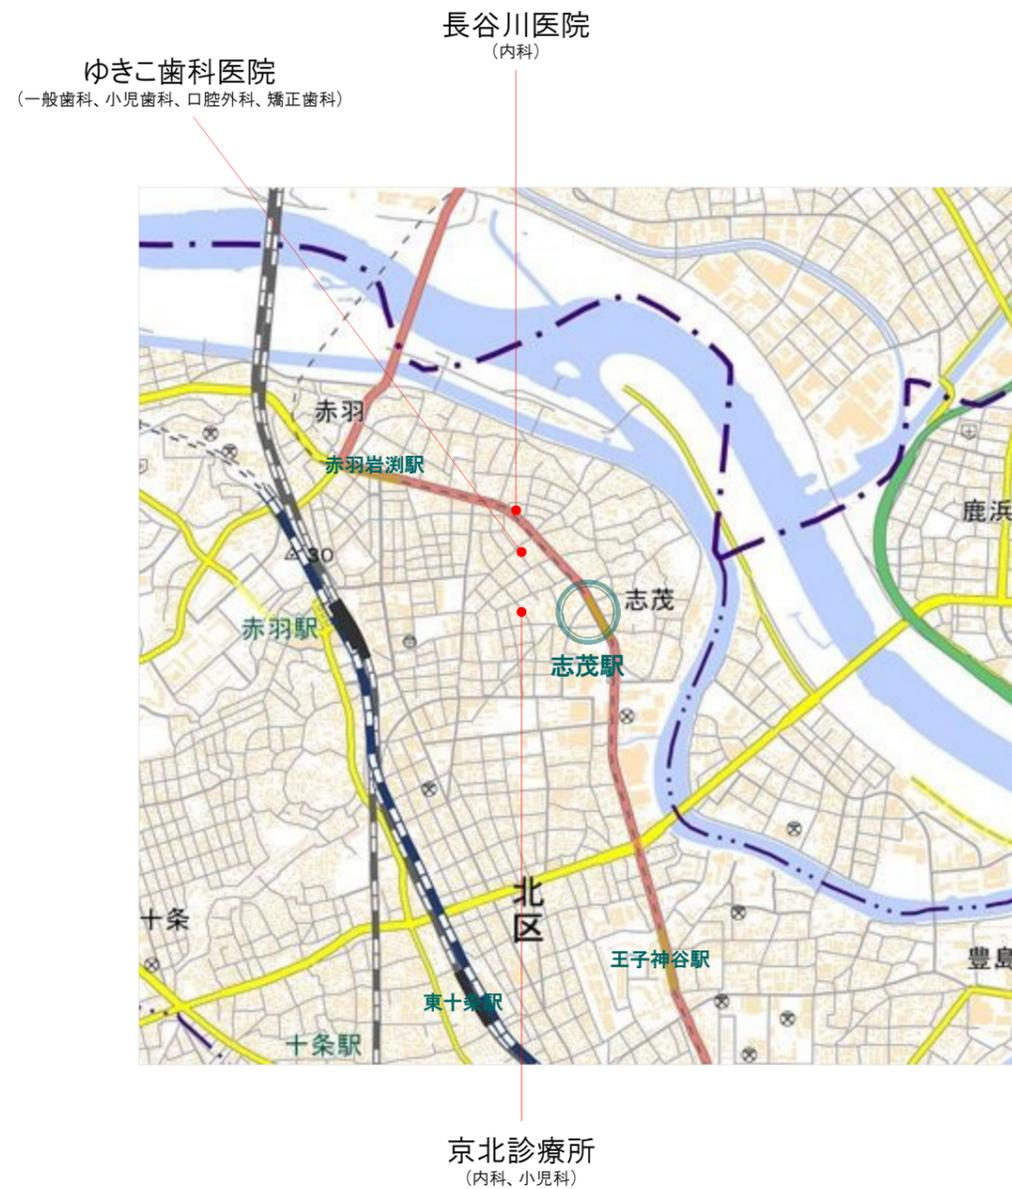 長谷川医院
（内科）
ゆきこ歯科医院
（一般歯科、小児歯科、口腔外科、矯正歯科）
赤羽
赤羽岩渕駅
鹿浜
30
志茂
赤羽駅
志茂駅
北区
十条
王子神谷駅
豊島
東十条駅
十条駅
京北診療所
（内科、小児科）